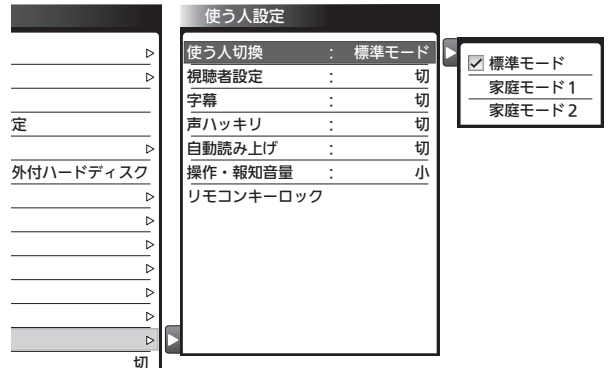 使う人設定
使う人切換 : 標準モード
視聴者設定 : 切
字幕 : 切
声ハッキリ : 切
自動読み上げ : 切
操作・報知音量 : 小
リモコンキーロック
標準モード
家庭モード1
家庭モード2
定
外付ハードディスク
切